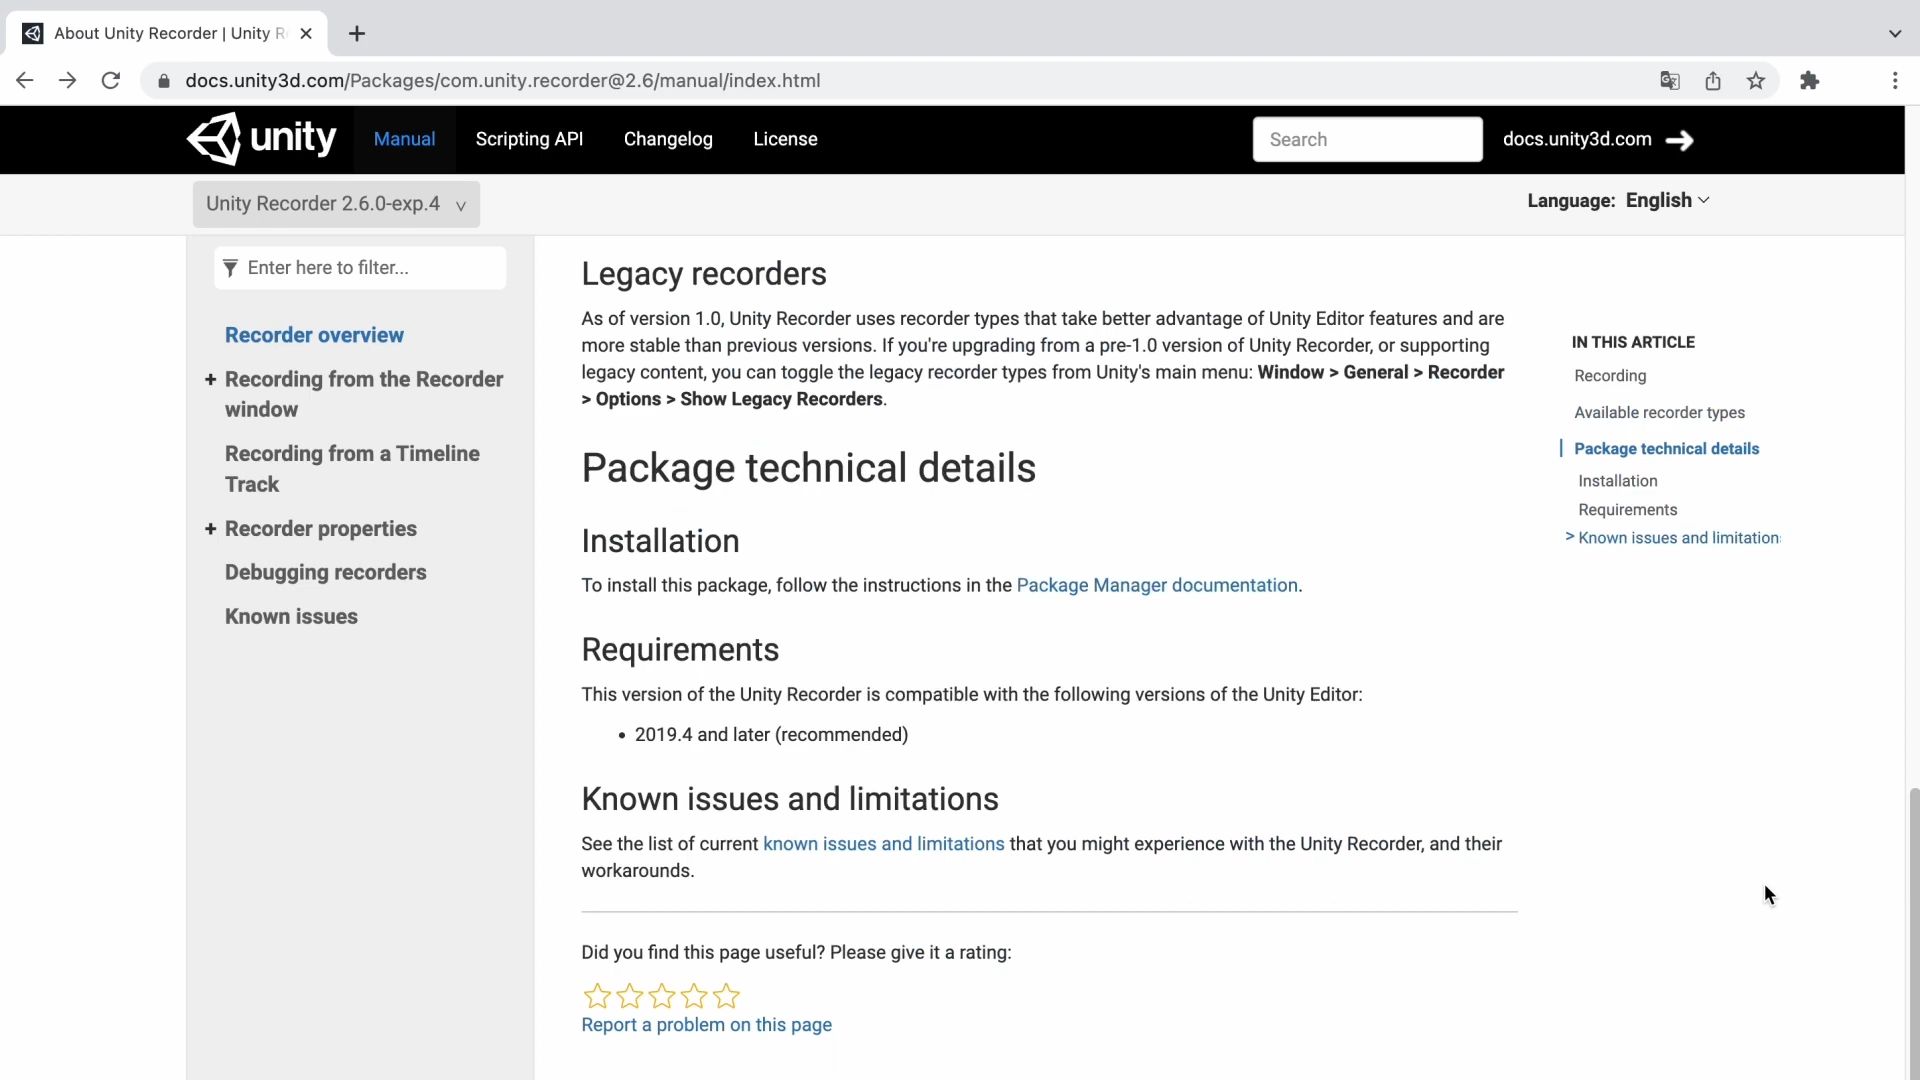 About Unity Recorder | Unity R
docs.unity3d.com/Packages/com.unity.recorder@2.6/manual/index.html
unity
Manual
Scripting API
Changelog
License
Search
docs.unity3d.com
Unity Recorder 2.6.0-exp.4
Language: English
Enter here to filter...
Recorder overview
+ Recording from the Recorder
window
Recording from a Timeline
Track
+ Recorder properties
Debugging recorders
Known issues
Legacy recorders
As of version 1.0, Unity Recorder uses recorder types that take better advantage of Unity Editor features and are
more stable than previous versions. If you're upgrading from a pre-1.0 version of Unity Recorder, or supporting
legacy content, you can toggle the legacy recorder types from Unity's main menu: Window > General > Recorder
> Options > Show Legacy Recorders.
Package technical details
Installation
To install this package, follow the instructions in the Package Manager documentation.
Requirements
This version of the Unity Recorder is compatible with the following versions of the Unity Editor:
• 2019.4 and later (recommended)
Known issues and limitations
See the list of current known issues and limitations that you might experience with the Unity Recorder, and their
workarounds.
Did you find this page useful? Please give it a rating:
Report a problem on this page
IN THIS ARTICLE
Recording
Available recorder types
Package technical details
Installation
Requirements
> Known issues and limitation